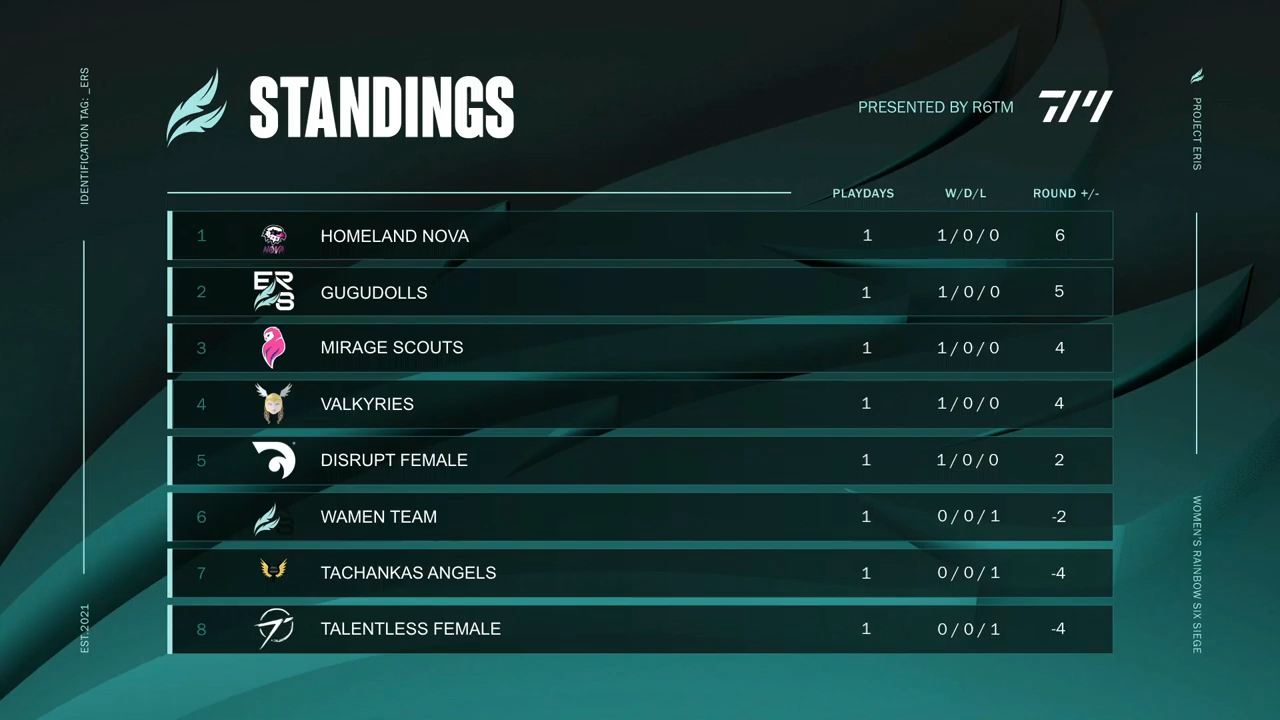 STANDINGS
PRESENTED BY R6TM
IDENTIFICATION TAG: _ERS
EST.2021
PROJECT ERIS
WOMEN'S RAINBOW SIX SIEGE
PLAYDAYS W/D/L ROUND +/-
1 NOVA HOMELAND NOVA 1 1/0/0 6
2 GUGUDOLLS 1 1/0/0 5
3 MIRAGE SCOUTS 1 1/0/0 4
4 VALKYRIES 1 1/0/0 4
5 DISRUPT FEMALE 1 1/0/0 2
6 WAMEN TEAM 1 0/0/1 -2
7 TACHANKAS ANGELS 1 0/0/1 -4
8 TALENTLESS FEMALE 1 0/0/1 -4